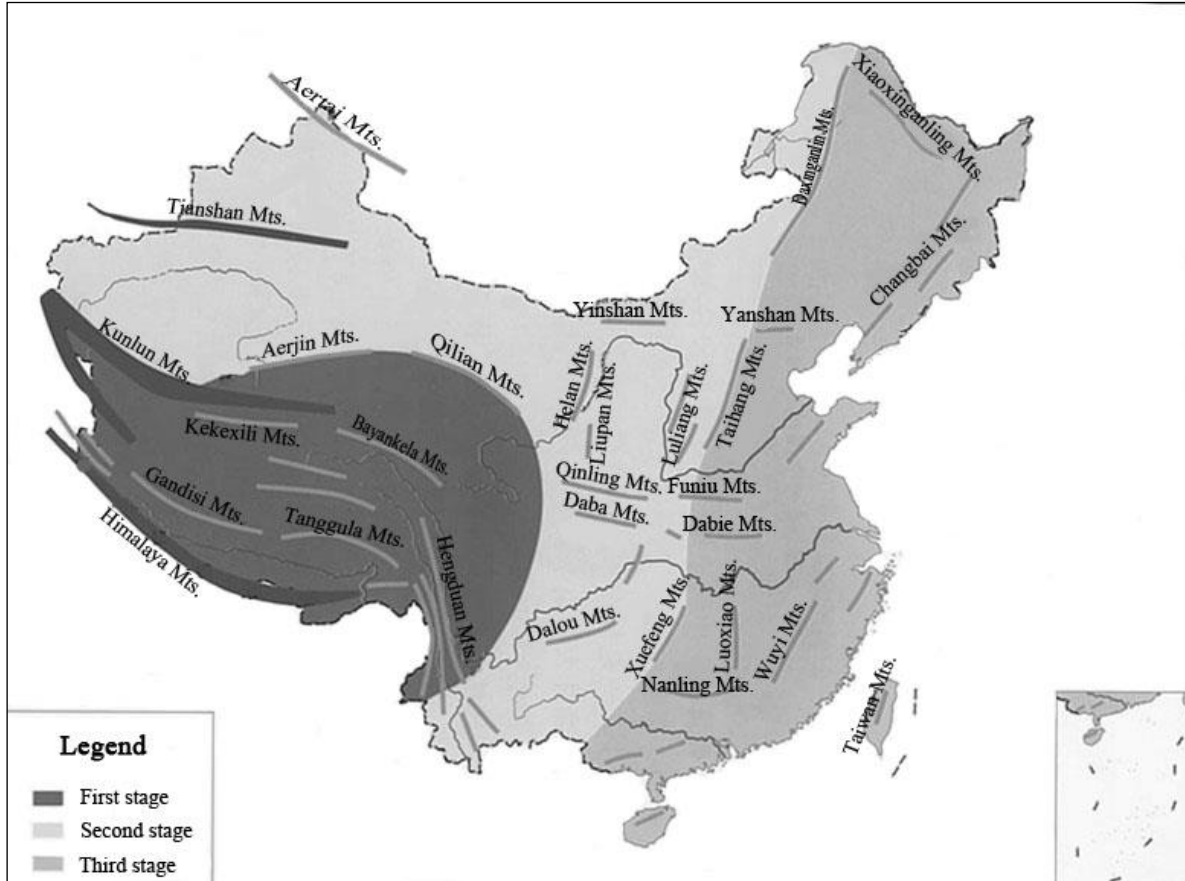 Aertai Mts.
Xiaoxinganling Mts.
Daxinganlin Mts.
Tianshan Mts.
Changbai Mts.
Yinshan Mts.
Yanshan Mts.
Kunlun Mts.
Aerjin Mts.
Qilian Mts.
Helan Mts.
Liupan Mts.
Luliang Mts.
Taihang Mts.
Kekexili Mts.
Bayankela Mts.
Qinling Mts.
Funiu Mts.
Gandisi Mts.
Daba Mts.
Dabie Mts.
Himalaya Mts.
Tanggula Mts.
Hengduan Mts.
Dalou Mts.
Xuefeng Mts.
Luoxiao Mts.
Wuyi Mts.
Nanling Mts.
Taiwan Mts.
Legend
First stage
Second stage
Third stage